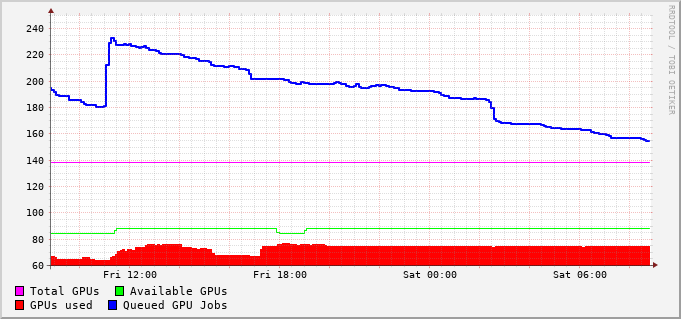 RRDTOOL / TOBI OETIKER
240
220
200
180
160
140
120
100
80
60
Fri 12:00 Fri 18:00 Sat 00:00 Sat 06:00
Total GPUs Available GPUs
GPUs used Queued GPU Jobs